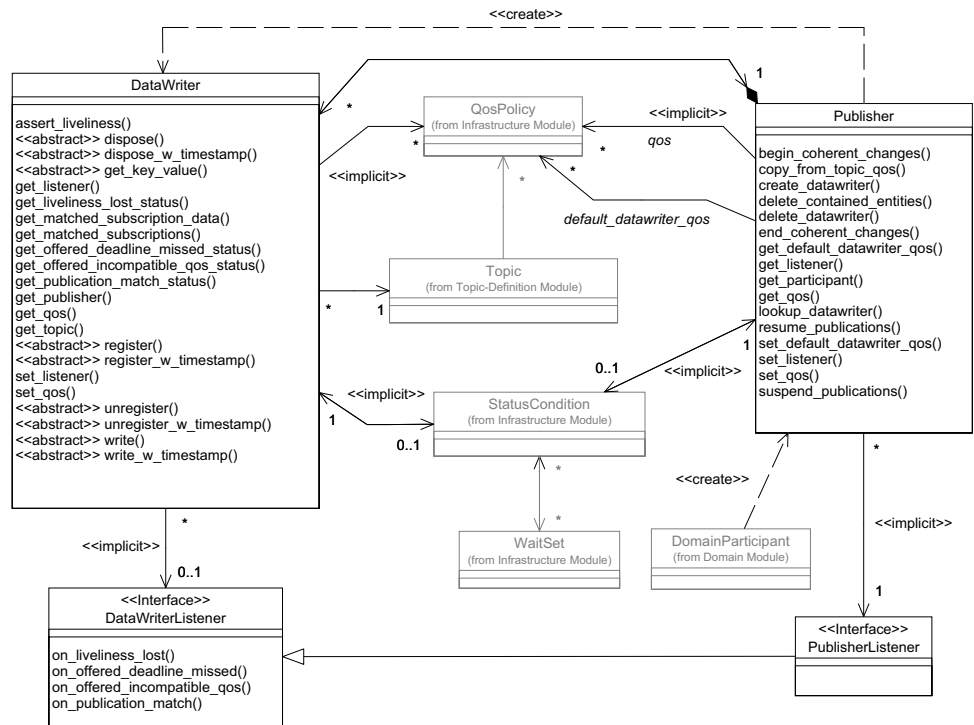 <<create>>
DataWriter
assert_liveliness()
<<abstract>> dispose()
<<abstract>> dispose_w_timestamp()
<<abstract>> get_key_value()
get_listener()
get_liveliness_lost_status()
get_matched_subscription_data()
get_matched_subscriptions()
get_offered_deadline_missed_status()
get_offered_incompatible_qos_status()
get_publication_match_status()
get_publisher()
get_qos()
get_topic()
<<abstract>> register()
<<abstract>> register_w_timestamp()
set_listener()
set_qos()
<<abstract>> unregister()
<<abstract>> unregister_w_timestamp()
<<abstract>> write()
<<abstract>> write_w_timestamp()
*
1
QosPolicy
(from Infrastructure Module)
*
*
*
*
<<implicit>>
<<implicit>>
qos
default_datawriter_qos
Publisher
begin_coherent_changes()
copy_from_topic_qos()
create_datawriter()
delete_contained_entities()
delete_datawriter()
end_coherent_changes()
get_default_datawriter_qos()
get_listener()
get_participant()
get_qos()
lookup_datawriter()
resume_publications()
set_default_datawriter_qos()
set_listener()
set_qos()
suspend_publications()
Topic
(from Topic-Definition Module)
*
1
1
0..1
<<implicit>>
<<implicit>>
StatusCondition
(from Infrastructure Module)
1
0..1
*
*
WaitSet
(from Infrastructure Module)
<<create>>
DomainParticipant
(from Domain Module)
*
<<implicit>>
1
*
<<implicit>>
0..1
<<Interface>>
DataWriterListener
on_liveliness_lost()
on_offered_deadline_missed()
on_offered_incompatible_qos()
on_publication_match()
<<Interface>>
PublisherListener